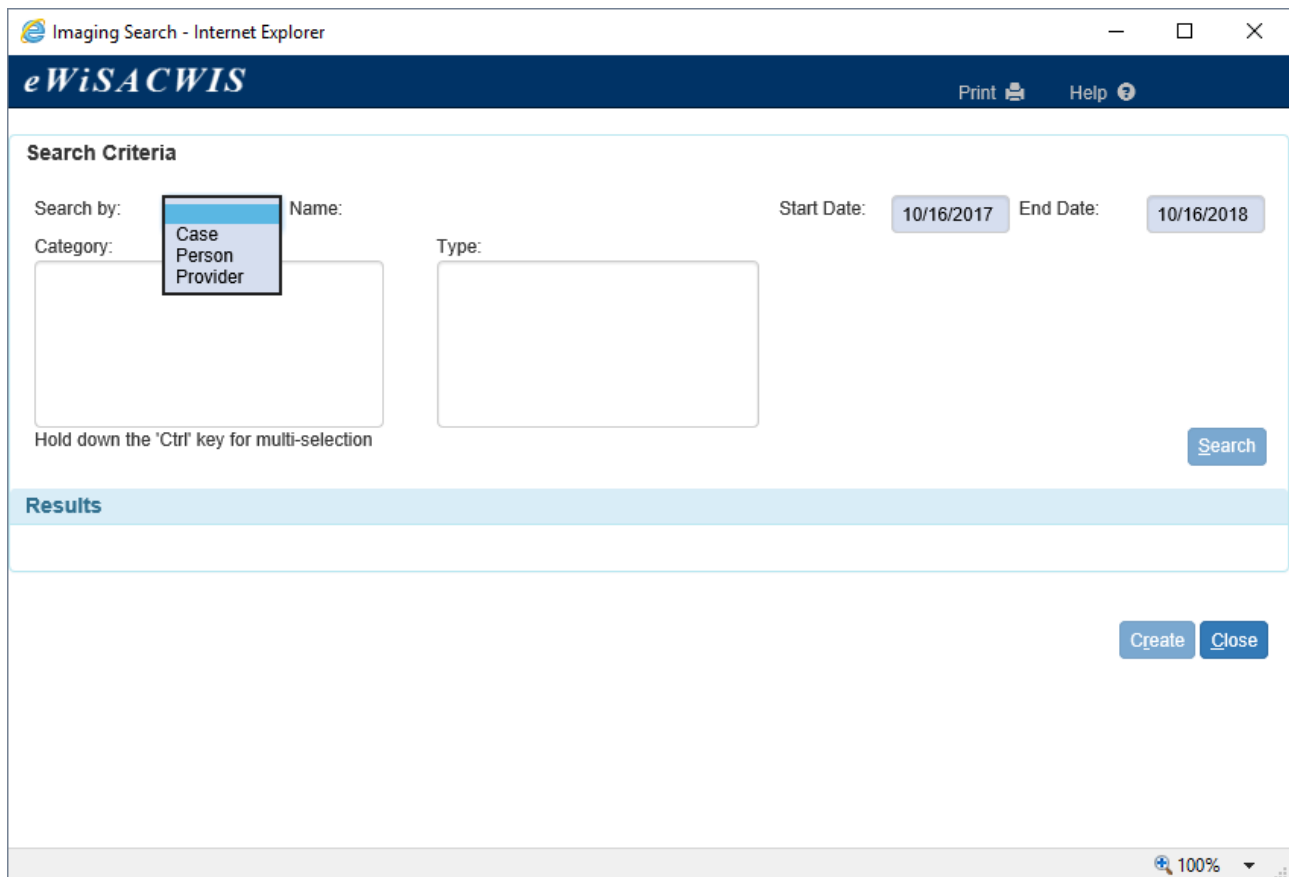 Imaging Search - Internet Explorer
eWiSACWIS
Print Help
Search Criteria
Search by: Name: Start Date: 10/16/2017 End Date: 10/16/2018
Case
Person
Provider
Category: Type:
Hold down the 'Ctrl' key for multi-selection
Search
Results
Create Close
100%